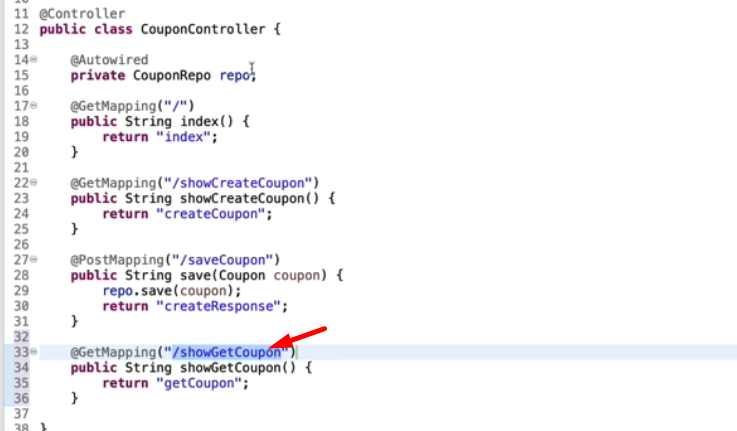 11 @Controller
12 public class CouponController {
13
14 @Autowired
15 private CouponRepo repo;
16
17 @GetMapping("/")
18 public String index() {
19 return "index";
20 }
21
22 @GetMapping("/showCreateCoupon")
23 public String showCreateCoupon() {
24 return "createCoupon";
25 }
26
27 @PostMapping("/saveCoupon")
28 public String save(Coupon coupon) {
29 repo.save(coupon);
30 return "createResponse";
31 }
32
33 @GetMapping("/showGetCoupon")
34 public String showGetCoupon() {
35 return "getCoupon";
36 }
37
38 }